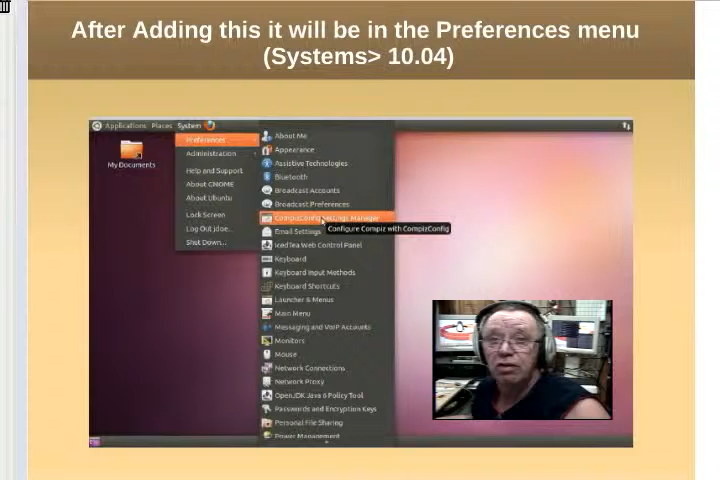 After Adding this it will be in the Preferences menu
(Systems> 10.04)
Applications Places System
My Documents
Preferences
Administration
Help and Support
About GNOME
About Ubuntu
Lock Screen
Log Out jdoe...
Shut Down...
About Me
Appearance
Assistive Technologies
Bluetooth
Broadcast Accounts
Broadcast Preferences
CompizConfig Settings Manager
Configure Compiz with CompizConfig
Email Settings
IcedTea Web Control Panel
Keyboard
Keyboard Input Methods
Keyboard Shortcuts
Launcher & Menus
Main Menu
Messaging and VoIP Accounts
Monitors
Mouse
Network Connections
Network Proxy
OpenJDK Java 6 Policy Tool
Passwords and Encryption Keys
Personal File Sharing
Power Management